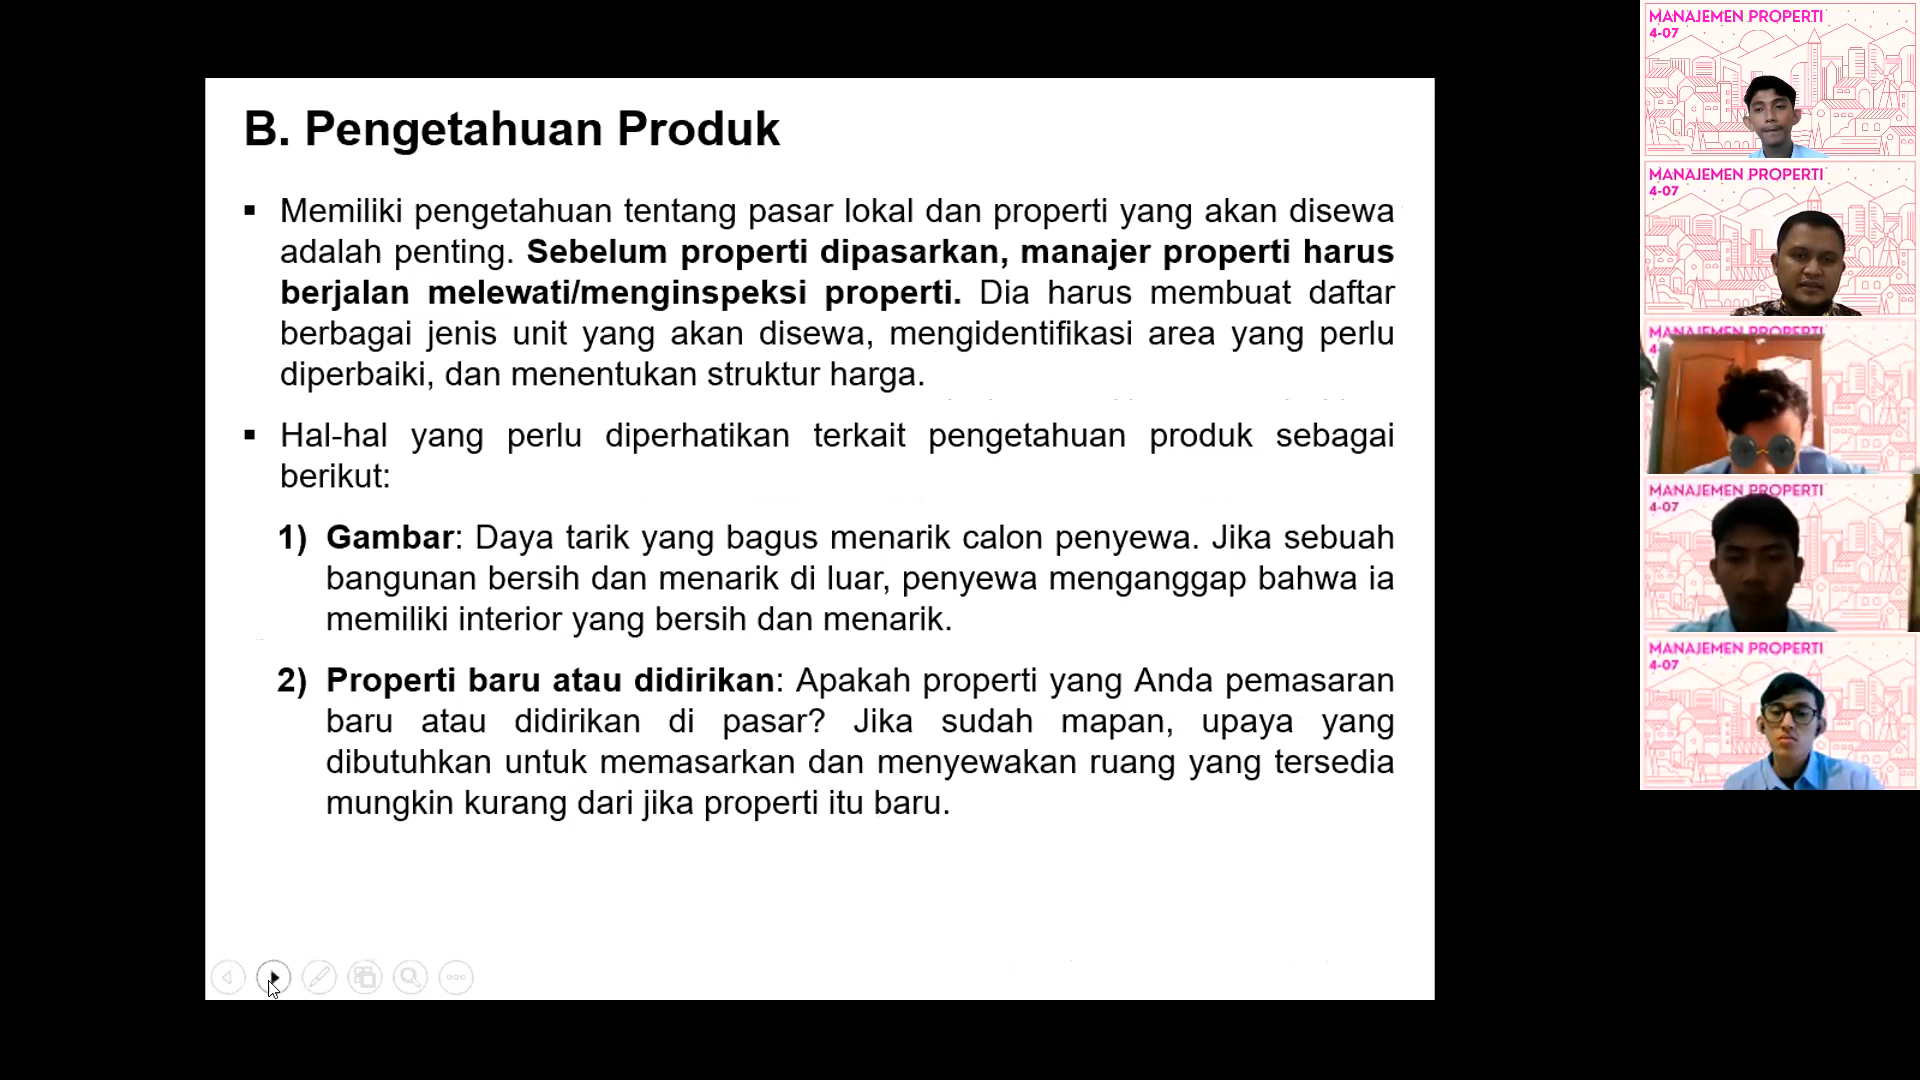 B. Pengetahuan Produk
▪ Memiliki pengetahuan tentang pasar lokal dan properti yang akan disewa
adalah penting. Sebelum properti dipasarkan, manajer properti harus
berjalan melewati/menginspeksi properti. Dia harus membuat daftar
berbagai jenis unit yang akan disewa, mengidentifikasi area yang perlu
diperbaiki, dan menentukan struktur harga.
▪ Hal-hal yang perlu diperhatikan terkait pengetahuan produk sebagai
berikut:
1) Gambar: Daya tarik yang bagus menarik calon penyewa. Jika sebuah
bangunan bersih dan menarik di luar, penyewa menganggap bahwa ia
memiliki interior yang bersih dan menarik.
2) Properti baru atau didirikan: Apakah properti yang Anda pemasaran
baru atau didirikan di pasar? Jika sudah mapan, upaya yang
dibutuhkan untuk memasarkan dan menyewakan ruang yang tersedia
mungkin kurang dari jika properti itu baru.
MANAJEMEN PROPERTI
4-07
MANAJEMEN PROPERTI
4-07
MANAJEMEN PROPERTI
MANAJEMEN PROPERTI
4-07
MANAJEMEN PROPERTI
4-07